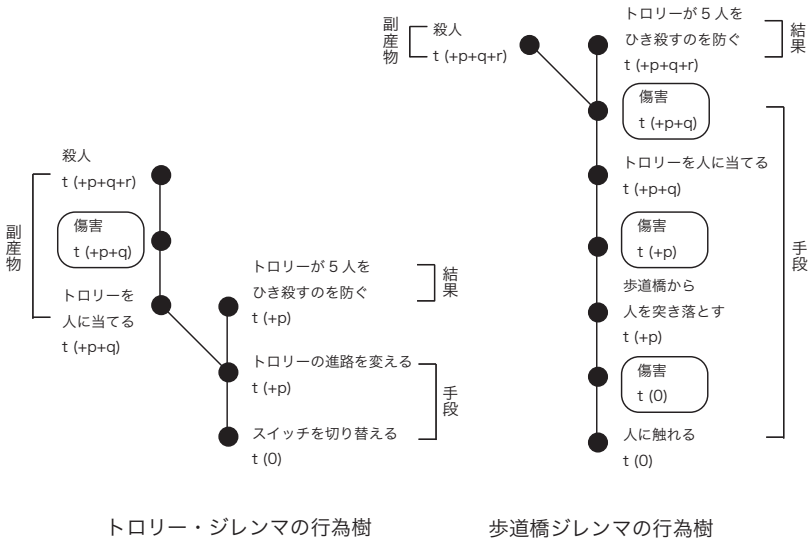 副産物
殺人
t (+p+q+r)
傷害
t (+p+q)
トロリーを
人に当てる
t (+p+q)
トロリーが 5 人を
ひき殺すのを防ぐ
t (+p)
結果
トロリーの進路を変える
t (+p)
手段
スイッチを切り替える
t (0)
トロリー・ジレンマの行為樹
副産物
殺人
t (+p+q+r)
トロリーが 5 人を
ひき殺すのを防ぐ
t (+p+q+r)
結果
傷害
t (+p+q)
トロリーを人に当てる
t (+p+q)
傷害
t (+p)
手段
歩道橋から
人を突き落とす
t (+p)
傷害
t (0)
人に触れる
t (0)
歩道橋ジレンマの行為樹